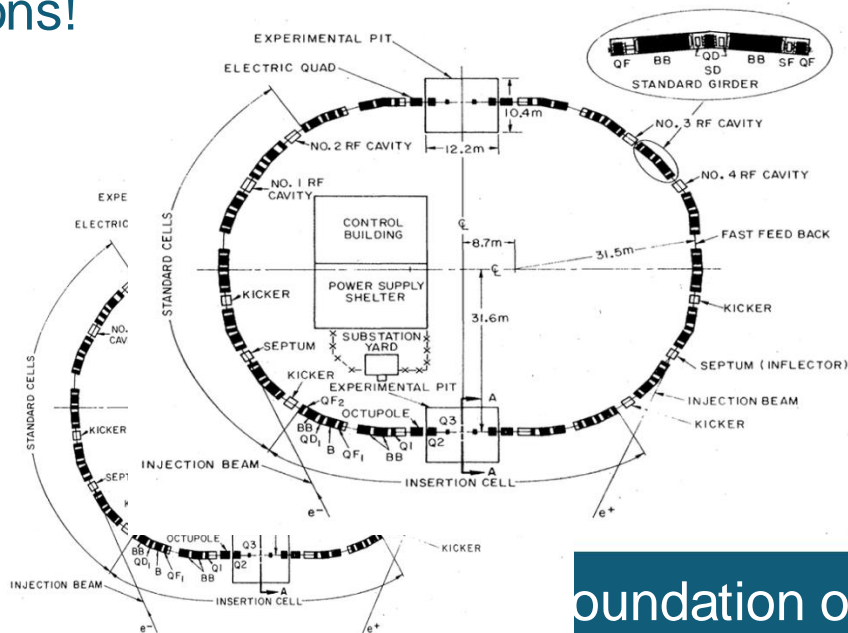 ons!
EXPERIMENTAL PIT
ELECTRIC QUAD
QF BB QD BB SF QF
SD
STANDARD GIRDER
10.4m
12.2m
NO. 3 RF CAVITY
NO. 2 RF CAVITY
NO. 4 RF CAVITY
NO. 1 RF
CAVITY
STANDARD CELLS
CONTROL
BUILDING
℄
8.7m
℄
31.5m
FAST FEED BACK
POWER SUPPLY
SHELTER
31.6m
KICKER
KICKER
SUBSTATION
YARD
SEPTUM
SEPTUM (INFLECTOR)
KICKER
EXPERIMENTAL PIT
A
INJECTION BEAM
QF2
OCTUPOLE
Q3
KICKER
BB
QD1
B
QF1
BB
Q1
Q2
A
INJECTION BEAM
INSERTION CELL
e-
e+
EXPE
ELECTRIC
NO.
CAV
STANDARD CELLS
KICKER
SEPT
OCTUPOLE
Q3
BB
QD1
B
QF1
BB
Q1
Q2
KICKER
A
INJECTION BEAM
INSERTION CELL
e-
e+
oundation o